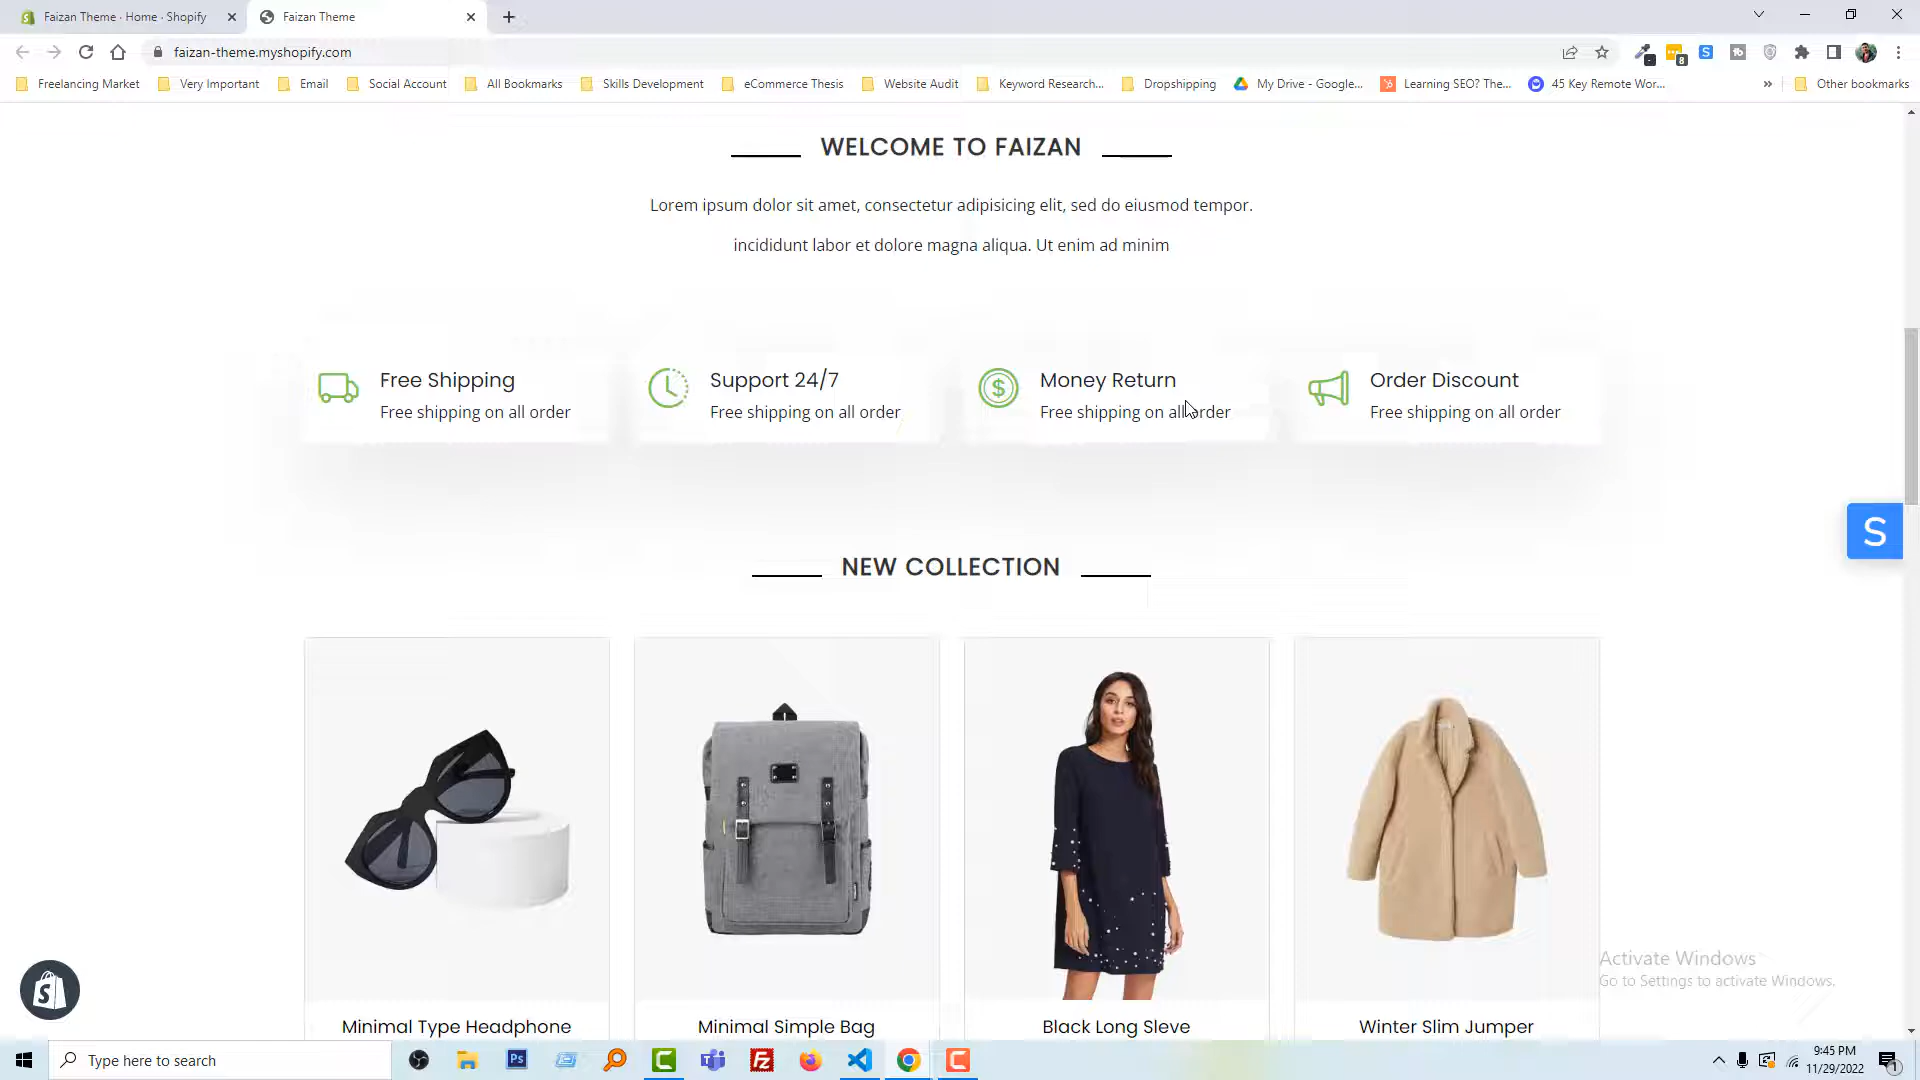 Faizan Theme · Home · Shopify
Faizan Theme
faizan-theme.myshopify.com
8
Freelancing Market
Very Important
Email
Social Account
All Bookmarks
Skills Development
eCommerce Thesis
Website Audit
Keyword Research...
Dropshipping
My Drive - Google...
Learning SEO? The...
45 Key Remote Wor...
»
Other bookmarks
WELCOME TO FAIZAN
Lorem ipsum dolor sit amet, consectetur adipisicing elit, sed do eiusmod tempor.
incididunt labor et dolore magna aliqua. Ut enim ad minim
Free Shipping
Free shipping on all order
Support 24/7
Free shipping on all order
Money Return
Free shipping on all order
Order Discount
Free shipping on all order
S
NEW COLLECTION
Minimal Type Headphone
Minimal Simple Bag
Black Long Sleve
Winter Slim Jumper
Activate Windows
Go to Settings to activate Windows.
Type here to search
Ps
9:45 PM
11/29/2022
1